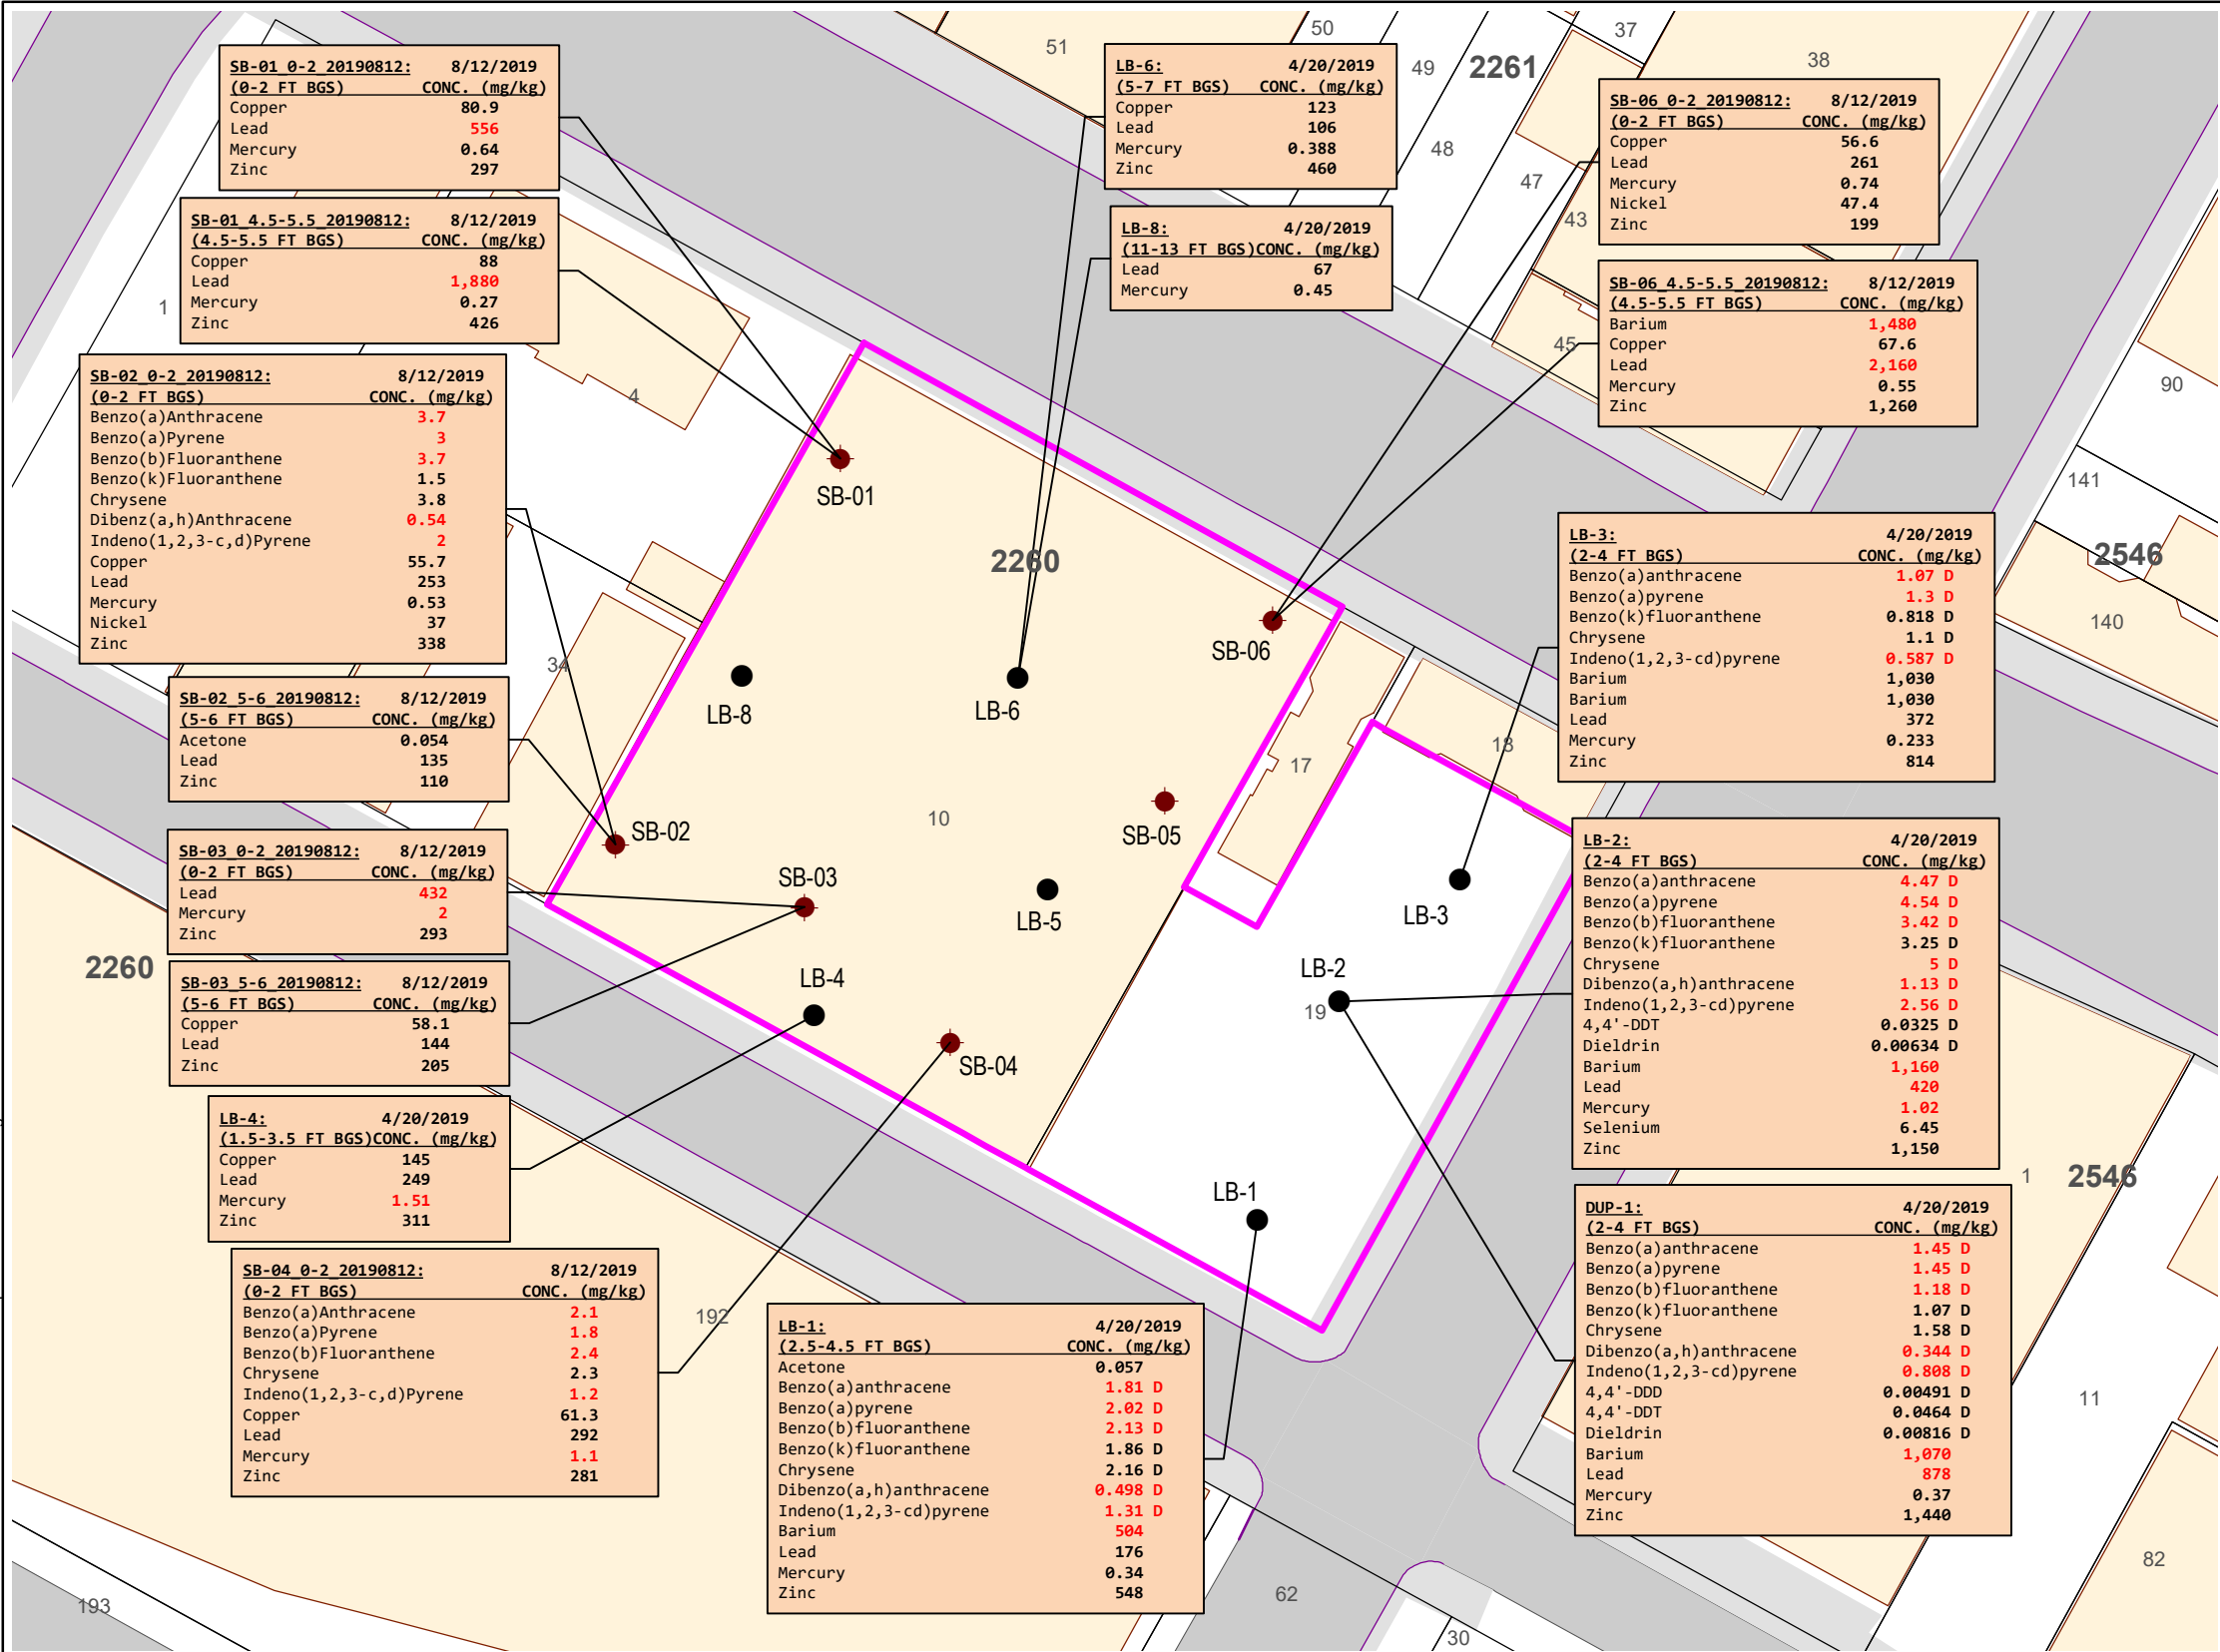 51
50
49
2261
37
38
48
47
43
45
90
141
2546
140
1
4
34
2260
10
17
18
19
2260
192
193
62
30
1
2546
11
82
SB-01
SB-02
SB-03
SB-04
SB-05
SB-06
LB-8
LB-6
LB-5
LB-4
LB-3
LB-2
LB-1
SB-01_0-2_20190812: 8/12/2019
(0-2 FT BGS) CONC. (mg/kg)
Copper 80.9
Lead 556
Mercury 0.64
Zinc 297
SB-01_4.5-5.5_20190812: 8/12/2019
(4.5-5.5 FT BGS) CONC. (mg/kg)
Copper 88
Lead 1,880
Mercury 0.27
Zinc 426
SB-02_0-2_20190812: 8/12/2019
(0-2 FT BGS) CONC. (mg/kg)
Benzo(a)Anthracene 3.7
Benzo(a)Pyrene 3
Benzo(b)Fluoranthene 3.7
Benzo(k)Fluoranthene 1.5
Chrysene 3.8
Dibenz(a,h)Anthracene 0.54
Indeno(1,2,3-c,d)Pyrene 2
Copper 55.7
Lead 253
Mercury 0.53
Nickel 37
Zinc 338
SB-02_5-6_20190812: 8/12/2019
(5-6 FT BGS) CONC. (mg/kg)
Acetone 0.054
Lead 135
Zinc 110
SB-03_0-2_20190812: 8/12/2019
(0-2 FT BGS) CONC. (mg/kg)
Lead 432
Mercury 2
Zinc 293
SB-03_5-6_20190812: 8/12/2019
(5-6 FT BGS) CONC. (mg/kg)
Copper 58.1
Lead 144
Zinc 205
LB-4: 4/20/2019
(1.5-3.5 FT BGS)CONC. (mg/kg)
Copper 145
Lead 249
Mercury 1.51
Zinc 311
SB-04_0-2_20190812: 8/12/2019
(0-2 FT BGS) CONC. (mg/kg)
Benzo(a)Anthracene 2.1
Benzo(a)Pyrene 1.8
Benzo(b)Fluoranthene 2.4
Chrysene 2.3
Indeno(1,2,3-c,d)Pyrene 1.2
Copper 61.3
Lead 292
Mercury 1.1
Zinc 281
LB-1: 4/20/2019
(2.5-4.5 FT BGS) CONC. (mg/kg)
Acetone 0.057
Benzo(a)anthracene 1.81 D
Benzo(a)pyrene 2.02 D
Benzo(b)fluoranthene 2.13 D
Benzo(k)fluoranthene 1.86 D
Chrysene 2.16 D
Dibenzo(a,h)anthracene 0.498 D
Indeno(1,2,3-cd)pyrene 1.31 D
Barium 504
Lead 176
Mercury 0.34
Zinc 548
LB-6: 4/20/2019
(5-7 FT BGS) CONC. (mg/kg)
Copper 123
Lead 106
Mercury 0.388
Zinc 460
LB-8: 4/20/2019
(11-13 FT BGS)CONC. (mg/kg)
Lead 67
Mercury 0.45
SB-06_0-2_20190812: 8/12/2019
(0-2 FT BGS) CONC. (mg/kg)
Copper 56.6
Lead 261
Mercury 0.74
Nickel 47.4
Zinc 199
SB-06_4.5-5.5_20190812: 8/12/2019
(4.5-5.5 FT BGS) CONC. (mg/kg)
Barium 1,480
Copper 67.6
Lead 2,160
Mercury 0.55
Zinc 1,260
LB-3: 4/20/2019
(2-4 FT BGS) CONC. (mg/kg)
Benzo(a)anthracene 1.07 D
Benzo(a)pyrene 1.3 D
Benzo(k)fluoranthene 0.818 D
Chrysene 1.1 D
Indeno(1,2,3-cd)pyrene 0.587 D
Barium 1,030
Barium 1,030
Lead 372
Mercury 0.233
Zinc 814
LB-2: 4/20/2019
(2-4 FT BGS) CONC. (mg/kg)
Benzo(a)anthracene 4.47 D
Benzo(a)pyrene 4.54 D
Benzo(b)fluoranthene 3.42 D
Benzo(k)fluoranthene 3.25 D
Chrysene 5 D
Dibenzo(a,h)anthracene 1.13 D
Indeno(1,2,3-cd)pyrene 2.56 D
4,4'-DDT 0.0325 D
Dieldrin 0.00634 D
Barium 1,160
Lead 420
Mercury 1.02
Selenium 6.45
Zinc 1,150
DUP-1: 4/20/2019
(2-4 FT BGS) CONC. (mg/kg)
Benzo(a)anthracene 1.45 D
Benzo(a)pyrene 1.45 D
Benzo(b)fluoranthene 1.18 D
Benzo(k)fluoranthene 1.07 D
Chrysene 1.58 D
Dibenzo(a,h)anthracene 0.344 D
Indeno(1,2,3-cd)pyrene 0.808 D
4,4'-DDD 0.00491 D
4,4'-DDT 0.0464 D
Dieldrin 0.00816 D
Barium 1,070
Lead 878
Mercury 0.37
Zinc 1,440